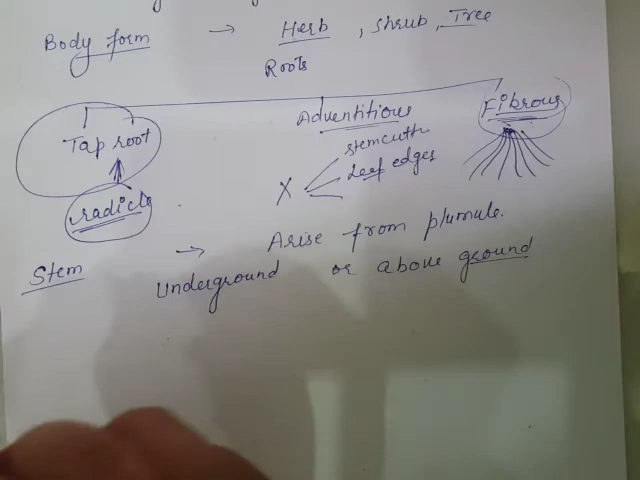 Body form → Herb, Shrub, Tree
Roots
Tap root
Adventitious
Fibrous
stemcutt
leaf edges
X
radicle
Stem → Arise from plumule.
Underground or above ground